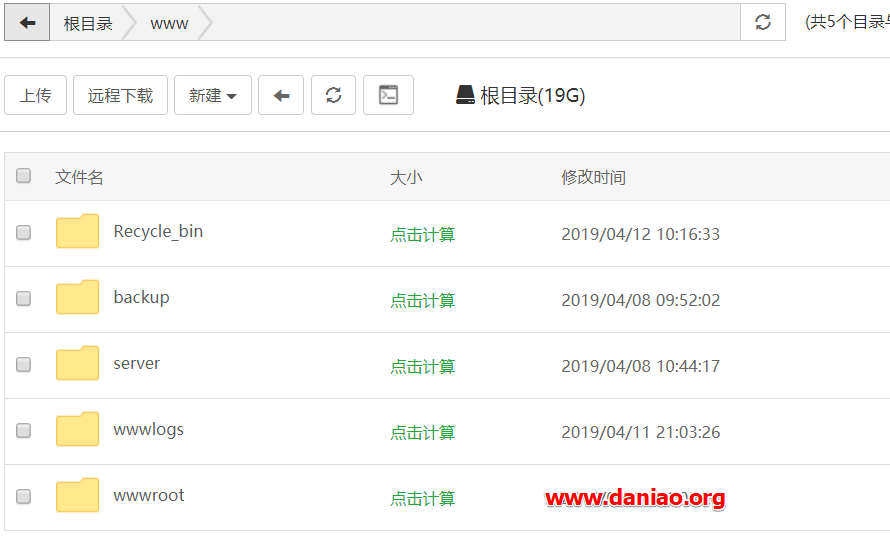 根目录 www (共5个目录与
上传 远程下载 新建 根目录(19G)
文件名 大小 修改时间
Recycle_bin 点击计算 2019/04/12 10:16:33
backup 点击计算 2019/04/08 09:52:02
server 点击计算 2019/04/08 10:44:17
wwwlogs 点击计算 2019/04/11 21:03:26
wwwroot 点击计算 www.daniao.org